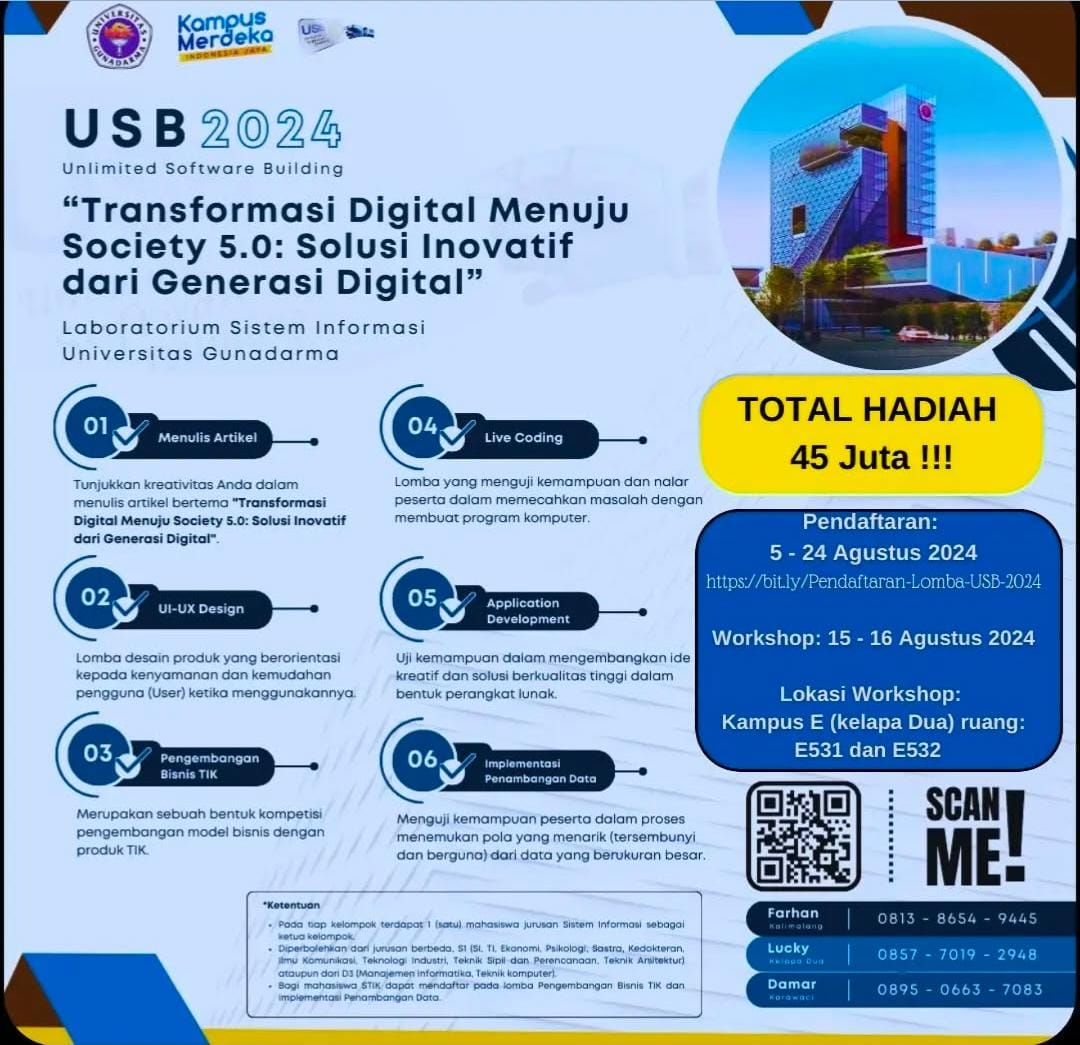 UNIVERSITAS
GUNADARMA
Kampus
Merdeka
INDONESIA JAYA
USB 2024
Unlimited Software Building
“Transformasi Digital Menuju
Society 5.0: Solusi Inovatif
dari Generasi Digital”
Laboratorium Sistem Informasi
Universitas Gunadarma
01
Menulis Artikel
Tunjukkan kreativitas Anda dalam
menulis artikel bertema "Transformasi
Digital Menuju Society 5.0: Solusi Inovatif
dari Generasi Digital".
02
UI-UX Design
Lomba desain produk yang berorientasi
kepada kenyamanan dan kemudahan
pengguna (User) ketika menggunakannya.
03
Pengembangan
Bisnis TIK
Merupakan sebuah bentuk kompetisi
pengembangan model bisnis dengan
produk TIK.
04
Live Coding
Lomba yang menguji kemampuan dan nalar
peserta dalam memecahkan masalah dengan
membuat program komputer.
05
Application
Development
Uji kemampuan dalam mengembangkan ide
kreatif dan solusi berkualitas tinggi dalam
bentuk perangkat lunak.
06
Implementasi
Penambangan Data
Menguji kemampuan peserta dalam proses
menemukan pola yang menarik (tersembunyi
dan berguna) dari data yang berukuran besar.
*Ketentuan
• Pada tiap kelompok terdapat 1 (satu) mahasiswa jurusan Sistem Informasi sebagai
ketua kelompok.
• Diperbolehkan dari jurusan berbeda, S1 (SI, TI, Ekonomi, Psikologi, Sastra, Kedokteran,
Ilmu Komunikasi, Teknologi Industri, Teknik Sipil dan Perencanaan, Teknik Arsitektur)
ataupun dari D3 (Manajemen Informatika, Teknik komputer).
• Bagi mahasiswa STIK dapat mendaftar pada lomba Pengembangan Bisnis TIK dan
Implementasi Penambangan Data.
TOTAL HADIAH
45 Juta !!!
Pendaftaran:
5 - 24 Agustus 2024
https://bit.ly/Pendaftaran-Lomba-USB-2024
Workshop: 15 - 16 Agustus 2024
Lokasi Workshop:
Kampus E (kelapa Dua) ruang:
E531 dan E532
SCAN
ME!
Farhan
Kalimalang
0813 - 8654 - 9445
Lucky
Kelapa Dua
0857 - 7019 - 2948
Damar
Karawaci
0895 - 0663 - 7083